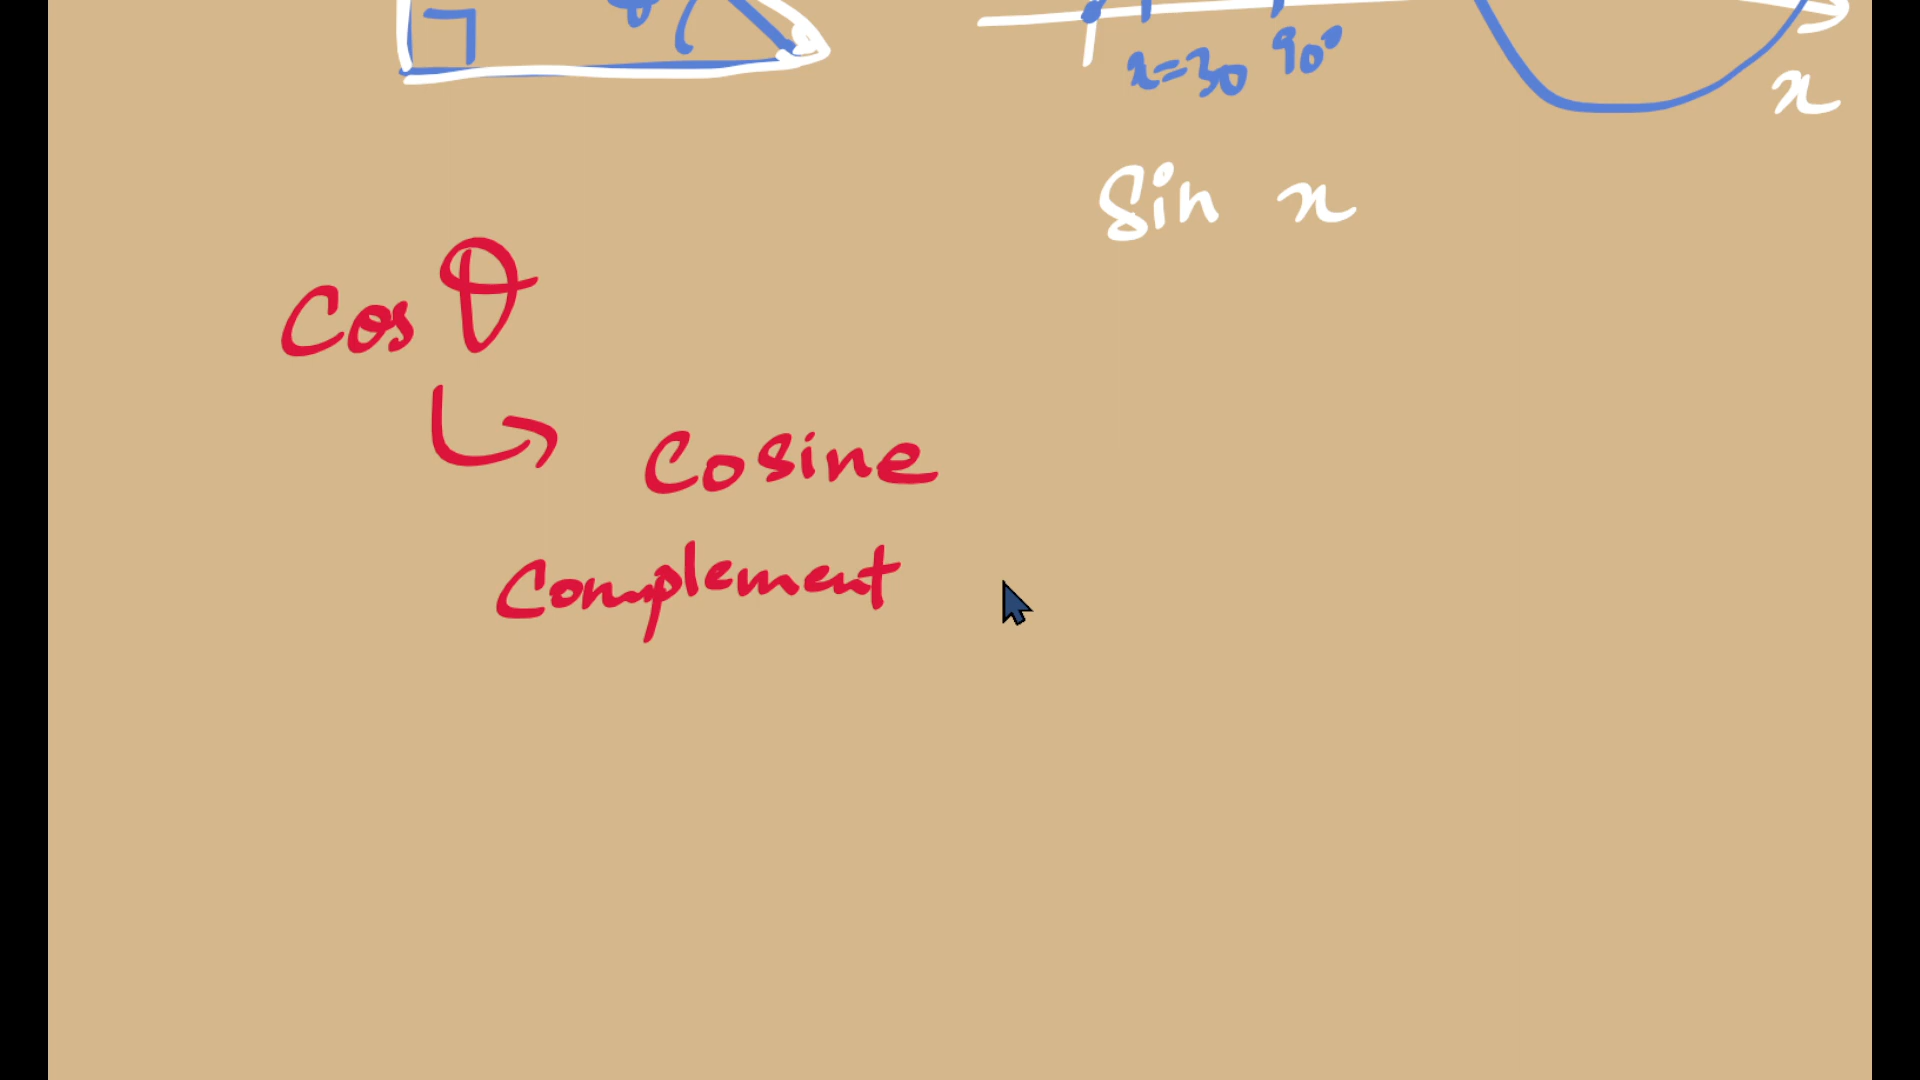 θ
x=30 90°
x
Sin x
Cos θ
Cosine
Complement